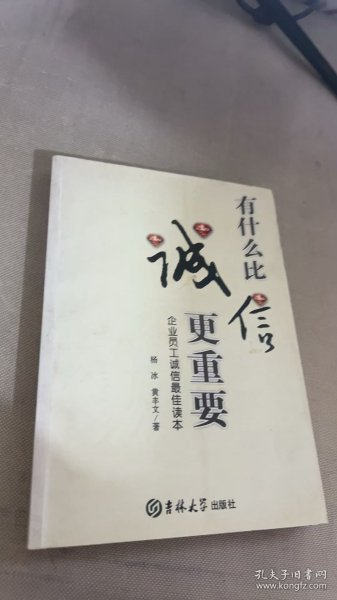 有什么比
诚信
更重要
企业员工诚信最佳读本
杨冰 黄丰文/著
吉林大学出版社
孔夫子旧书网